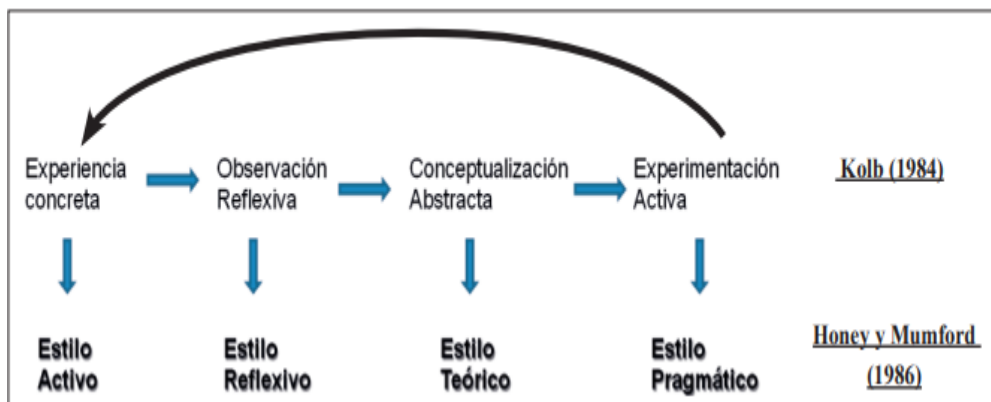 Experiencia
concreta
Observación
Reflexiva
Conceptualización
Abstracta
Experimentación
Activa
Kolb (1984)
Estilo
Activo
Estilo
Reflexivo
Estilo
Teórico
Estilo
Pragmático
Honey y Mumford
(1986)